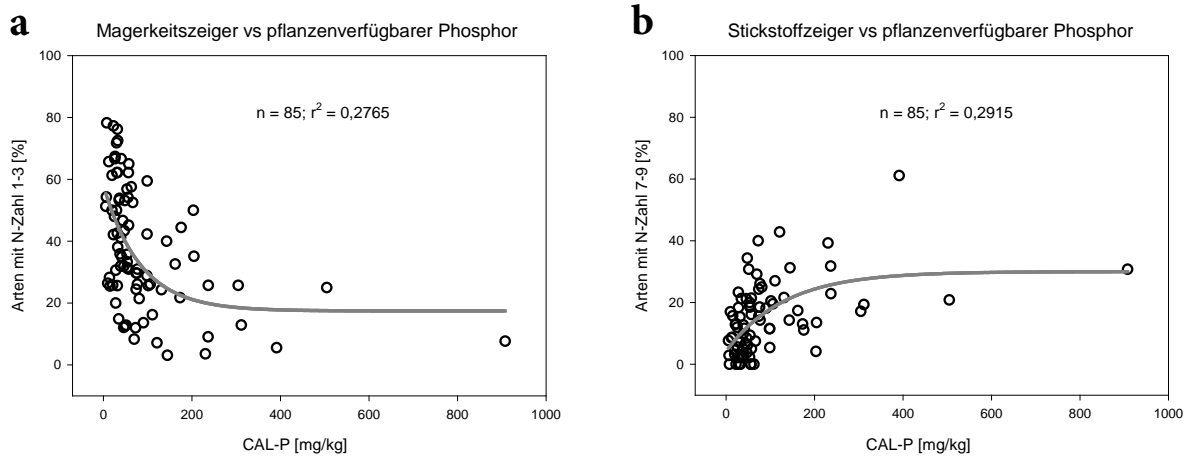 a
Magerkeitszeiger vs pflanzenverfügbarer Phosphor
100
80
60
40
20
0
n = 85; r² = 0,2765
Arten mit N-Zahl 1-3 [%]
0 200 400 600 800 1000
CAL-P [mg/kg]
b
Stickstoffzeiger vs pflanzenverfügbarer Phosphor
100
80
60
40
20
0
n = 85; r² = 0,2915
Arten mit N-Zahl 7-9 [%]
0 200 400 600 800 1000
CAL-P [mg/kg]